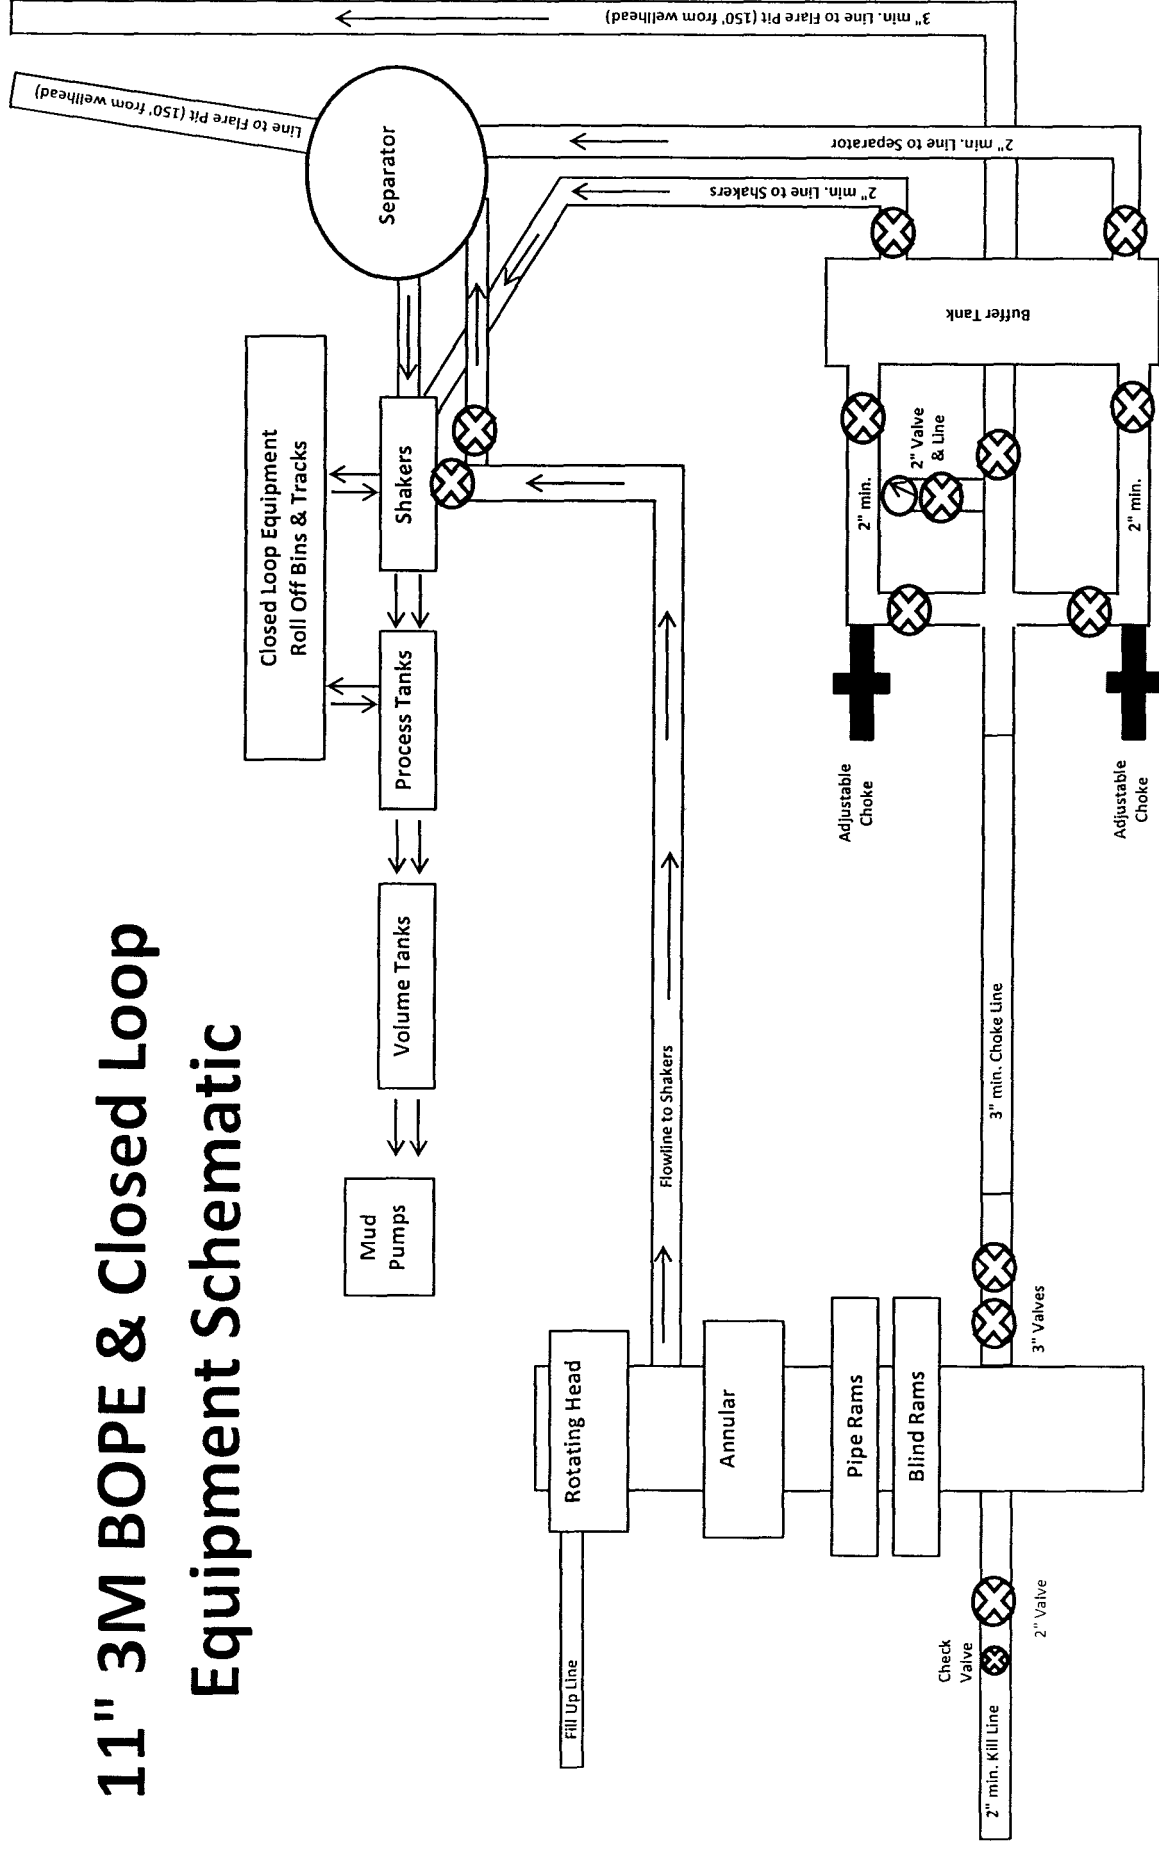 11" 3M BOPE & Closed Loop
Equipment Schematic
Closed Loop Equipment
Roll Off Bins & Tracks
Mud
Pumps
Volume Tanks
Process Tanks
Shakers
Separator
Line to Flare Pit (150' from wellhead)
3" min. Line to Flare Pit (150' from wellhead)
Fill Up Line
Rotating Head
Flowline to Shakers
Annular
Pipe Rams
Blind Rams
2" min. Line to Shakers
2" min. Line to Separator
Adjustable
Choke
2" min.
2" Valve
& Line
Buffer Tank
Check
Valve
2" min. Kill Line
2" Valve
3" Valves
3" min. Choke Line
Adjustable
Choke
2" min.